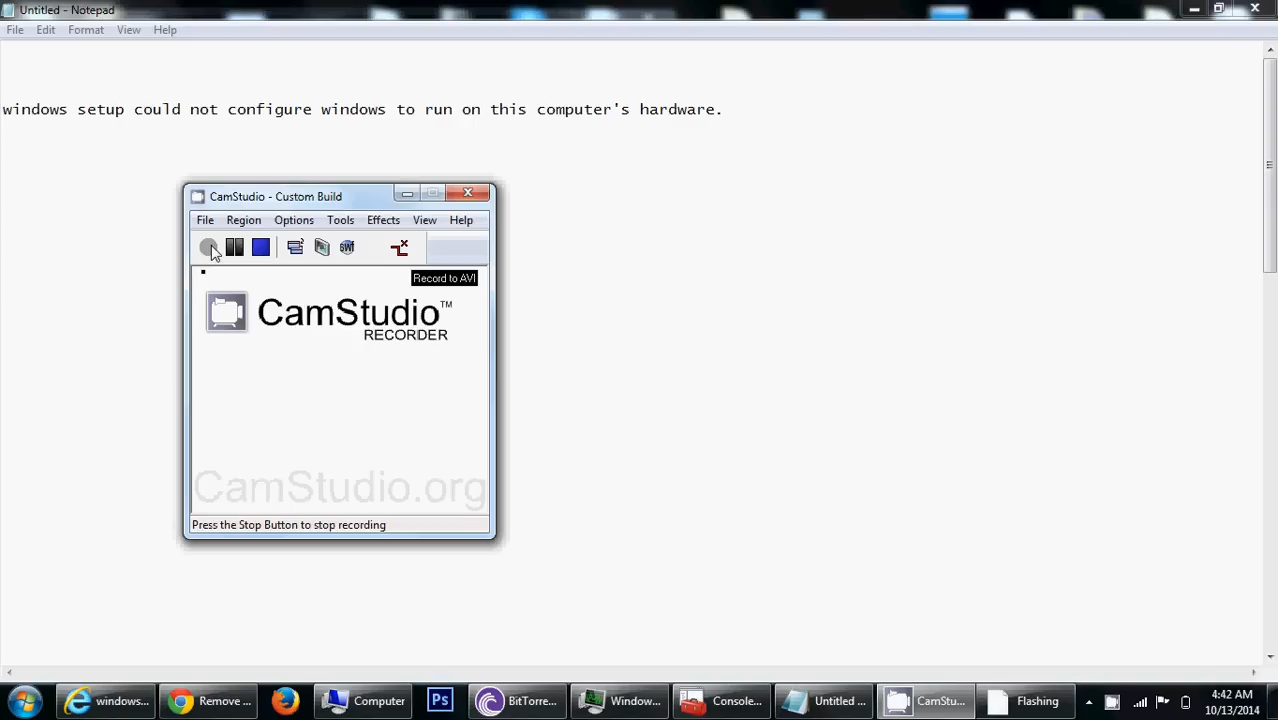 Untitled - Notepad
File Edit Format View Help
windows setup could not configure windows to run on this computer's hardware.
CamStudio - Custom Build
File Region Options Tools Effects View Help
SWf
Record to AVI
CamStudio™
RECORDER
CamStudio.org
Press the Stop Button to stop recording
windows...
Remove ...
Computer
Ps
BitTorre...
Window...
Console...
Untitled ...
CamStu...
Flashing
4:42 AM
10/13/2014